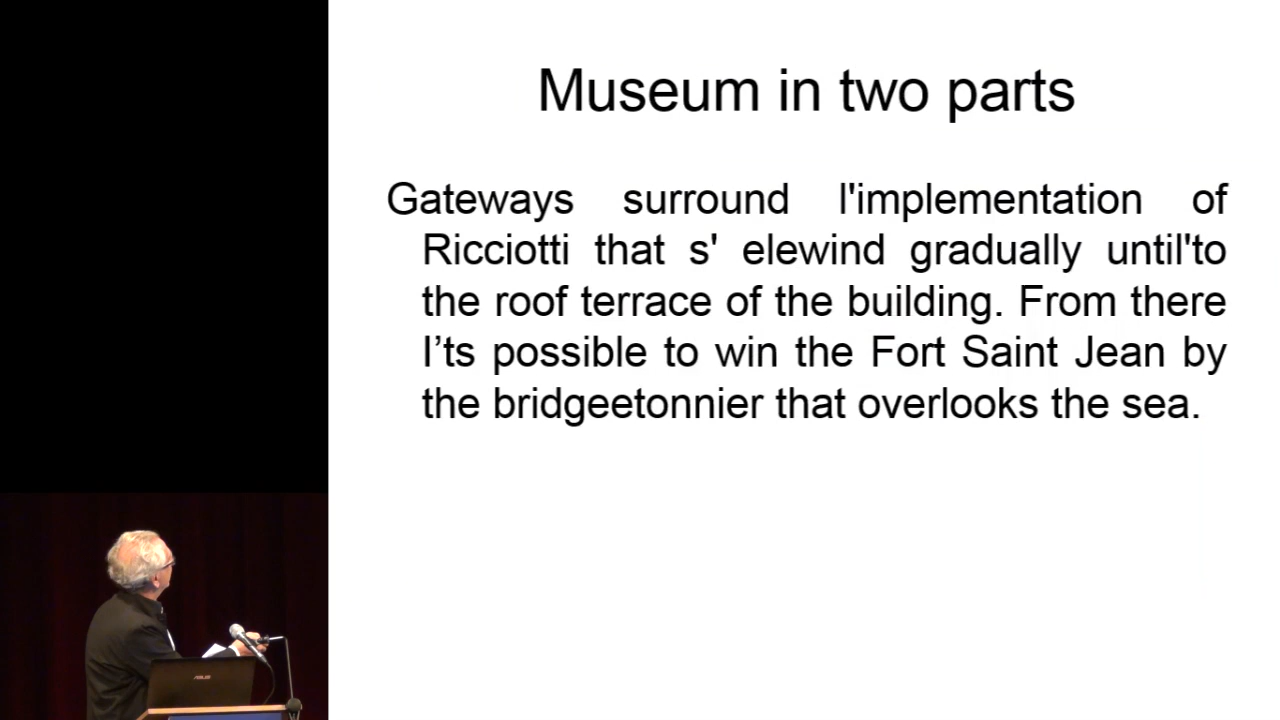 Museum in two parts
Gateways surround l'implementation of
Ricciotti that s' elewind gradually until'to
the roof terrace of the building. From there
I’ts possible to win the Fort Saint Jean by
the bridgeetonnier that overlooks the sea.
ASUS